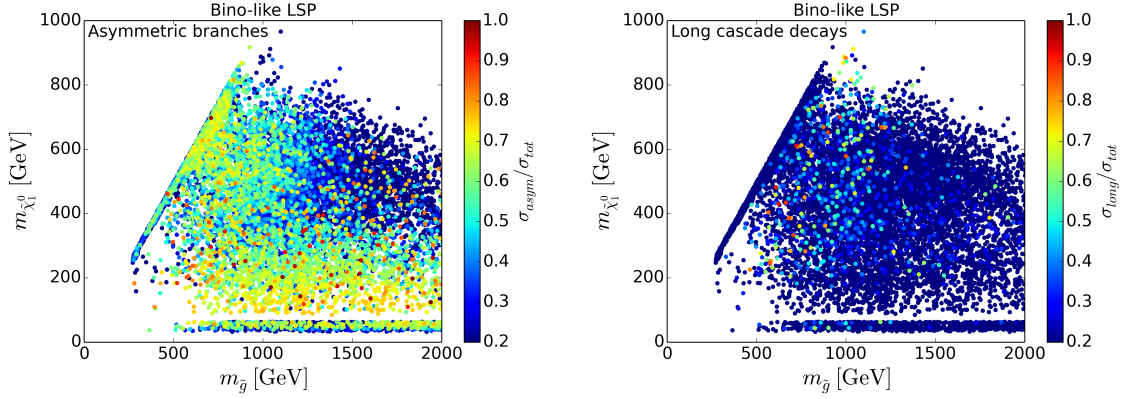 Bino-like LSP
Asymmetric branches
1000
800
600
400
200
0
m_{\tilde{\chi}_1^0} [GeV]
0 500 1000 1500 2000
m_{\tilde{g}} [GeV]
1.0
0.9
0.8
0.7
0.6
0.5
0.4
0.3
0.2
σ_{asym}/σ_{tot}
Bino-like LSP
Long cascade decays
1000
800
600
400
200
0
m_{\tilde{\chi}_1^0} [GeV]
0 500 1000 1500 2000
m_{\tilde{g}} [GeV]
1.0
0.9
0.8
0.7
0.6
0.5
0.4
0.3
0.2
σ_{long}/σ_{tot}